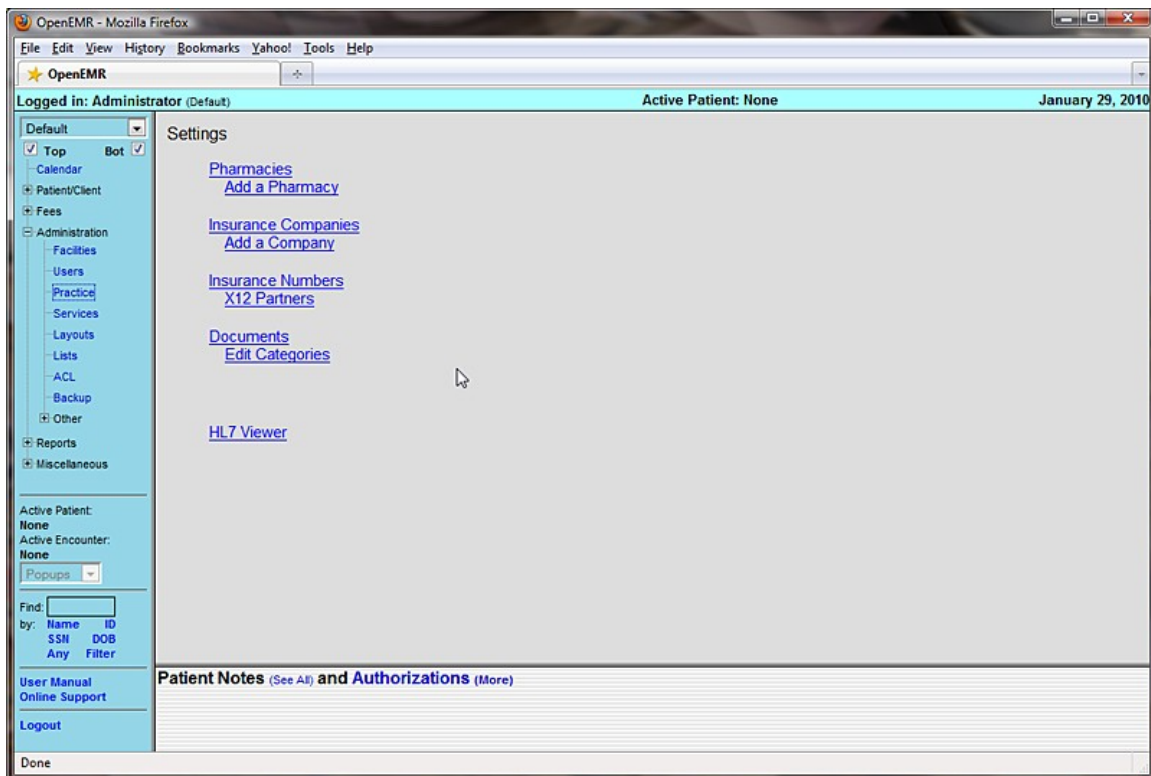 OpenEMR - Mozilla Firefox
File Edit View History Bookmarks Yahoo! Tools Help
OpenEMR
Logged in: Administrator (Default) Active Patient: None January 29, 2010
Default
Top Bot
Calendar
Patient/Client
Fees
Administration
Facilities
Users
Practice
Services
Layouts
Lists
ACL
Backup
Other
Reports
Miscellaneous
Active Patient:
None
Active Encounter:
None
Popups
Find:
by: Name ID
SSN DOB
Any Filter
User Manual
Online Support
Logout
Settings
Pharmacies
Add a Pharmacy
Insurance Companies
Add a Company
Insurance Numbers
X12 Partners
Documents
Edit Categories
HL7 Viewer
Patient Notes (See All) and Authorizations (More)
Done